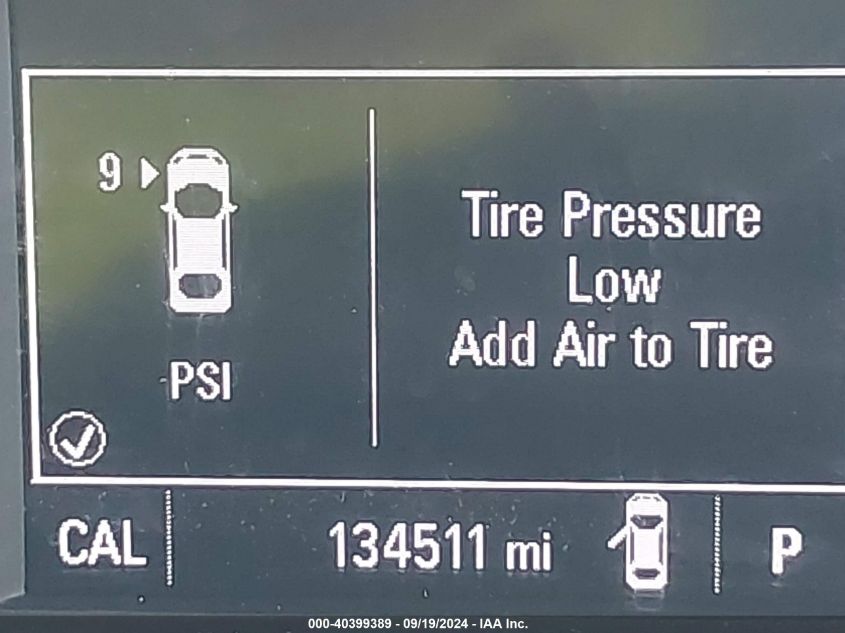 9
Tire Pressure
Low
Add Air to Tire
PSI
CAL
134511 mi
P
000-40399389 - 09/19/2024 - IAA Inc.